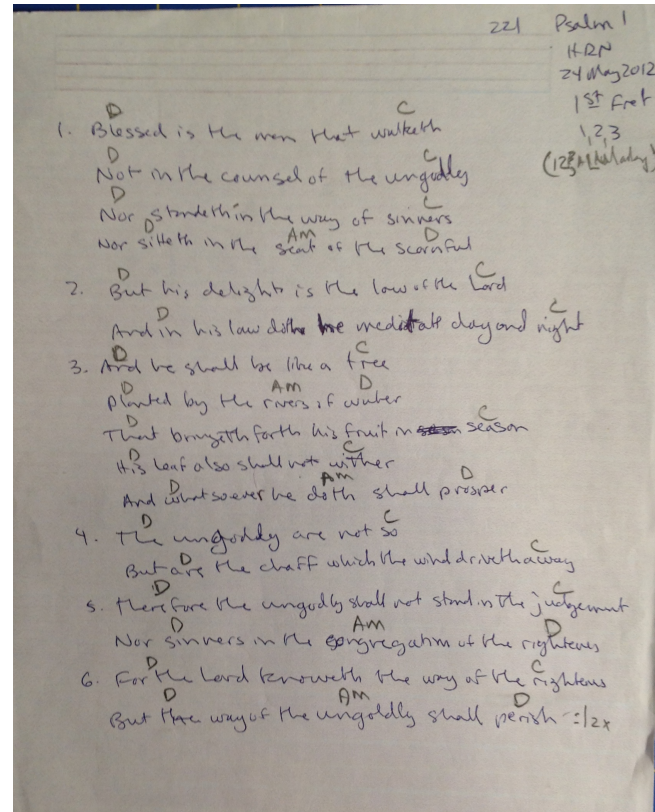 221 Psalm 1
HRN
24 May 2012
1st Fret
1, 2, 3
D C
1. Blessed is the man that walketh
D C
Not in the counsel of the ungodly
D C
Nor standeth in the way of sinners
D Am D
Nor sitteth in the seat of the scornful
D C
2. But his delight is the law of the Lord
D C
And in his law doth he meditate day and night
D C
3. And he shall be like a tree
D Am D
Planted by the rivers of water
D C
That bringeth forth his fruit in season
D C
His leaf also shall not wither
D Am D
And whatsoever he doth shall prosper
D C
4. The ungodly are not so
D C
But are the chaff which the wind driveth away
D C
5. Therefore the ungodly shall not stand in the judgement
D Am D
Nor sinners in the congregation of the righteous
D C
6. For the Lord knoweth the way of the righteous
D Am D
But the way of the ungoldly shall perish :/2x